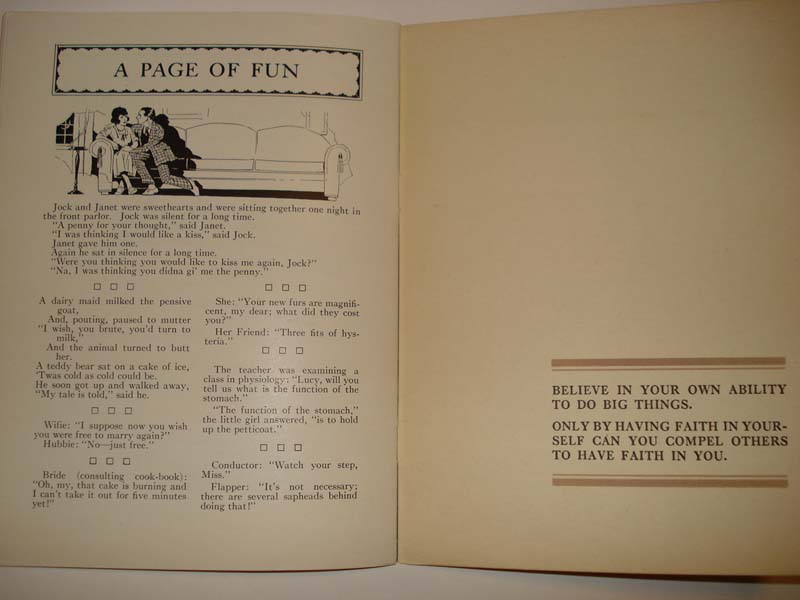 A PAGE OF FUN
Jock and Janet were sweethearts and were sitting together one night in
the front parlor. Jock was silent for a long time.
"A penny for your thought," said Janet.
"I was thinking I would like a kiss," said Jock.
Janet gave him one.
Again he sat in silence for a long time.
"Were you thinking you would like to kiss me again, Jock?"
"Na, I was thinking you didna gi' me the penny."
A dairy maid milked the pensive
goat,
And, pouting, paused to mutter
"I wish, you brute, you'd turn to
milk,"
And the animal turned to butt
her.
A teddy bear sat on a cake of ice,
'Twas cold as cold could be.
He soon got up and walked away,
"My tale is told," said he.
Wifie: "I suppose now you wish
you were free to marry again?"
Hubbie: "No—just free."
Bride (consulting cook-book):
"Oh, my, that cake is burning and
I can't take it out for five minutes
yet!"
She: "Your new furs are magnifi-
cent, my dear; what did they cost
you?"
Her Friend: "Three fits of hys-
teria."
The teacher was examining a
class in physiology: "Lucy, will you
tell us what is the function of the
stomach."
"The function of the stomach,"
the little girl answered, "is to hold
up the petticoat."
Conductor: "Watch your step,
Miss."
Flapper: "It's not necessary;
there are several sapheads behind
doing that!"
BELIEVE IN YOUR OWN ABILITY
TO DO BIG THINGS.
ONLY BY HAVING FAITH IN YOUR-
SELF CAN YOU COMPEL OTHERS
TO HAVE FAITH IN YOU.